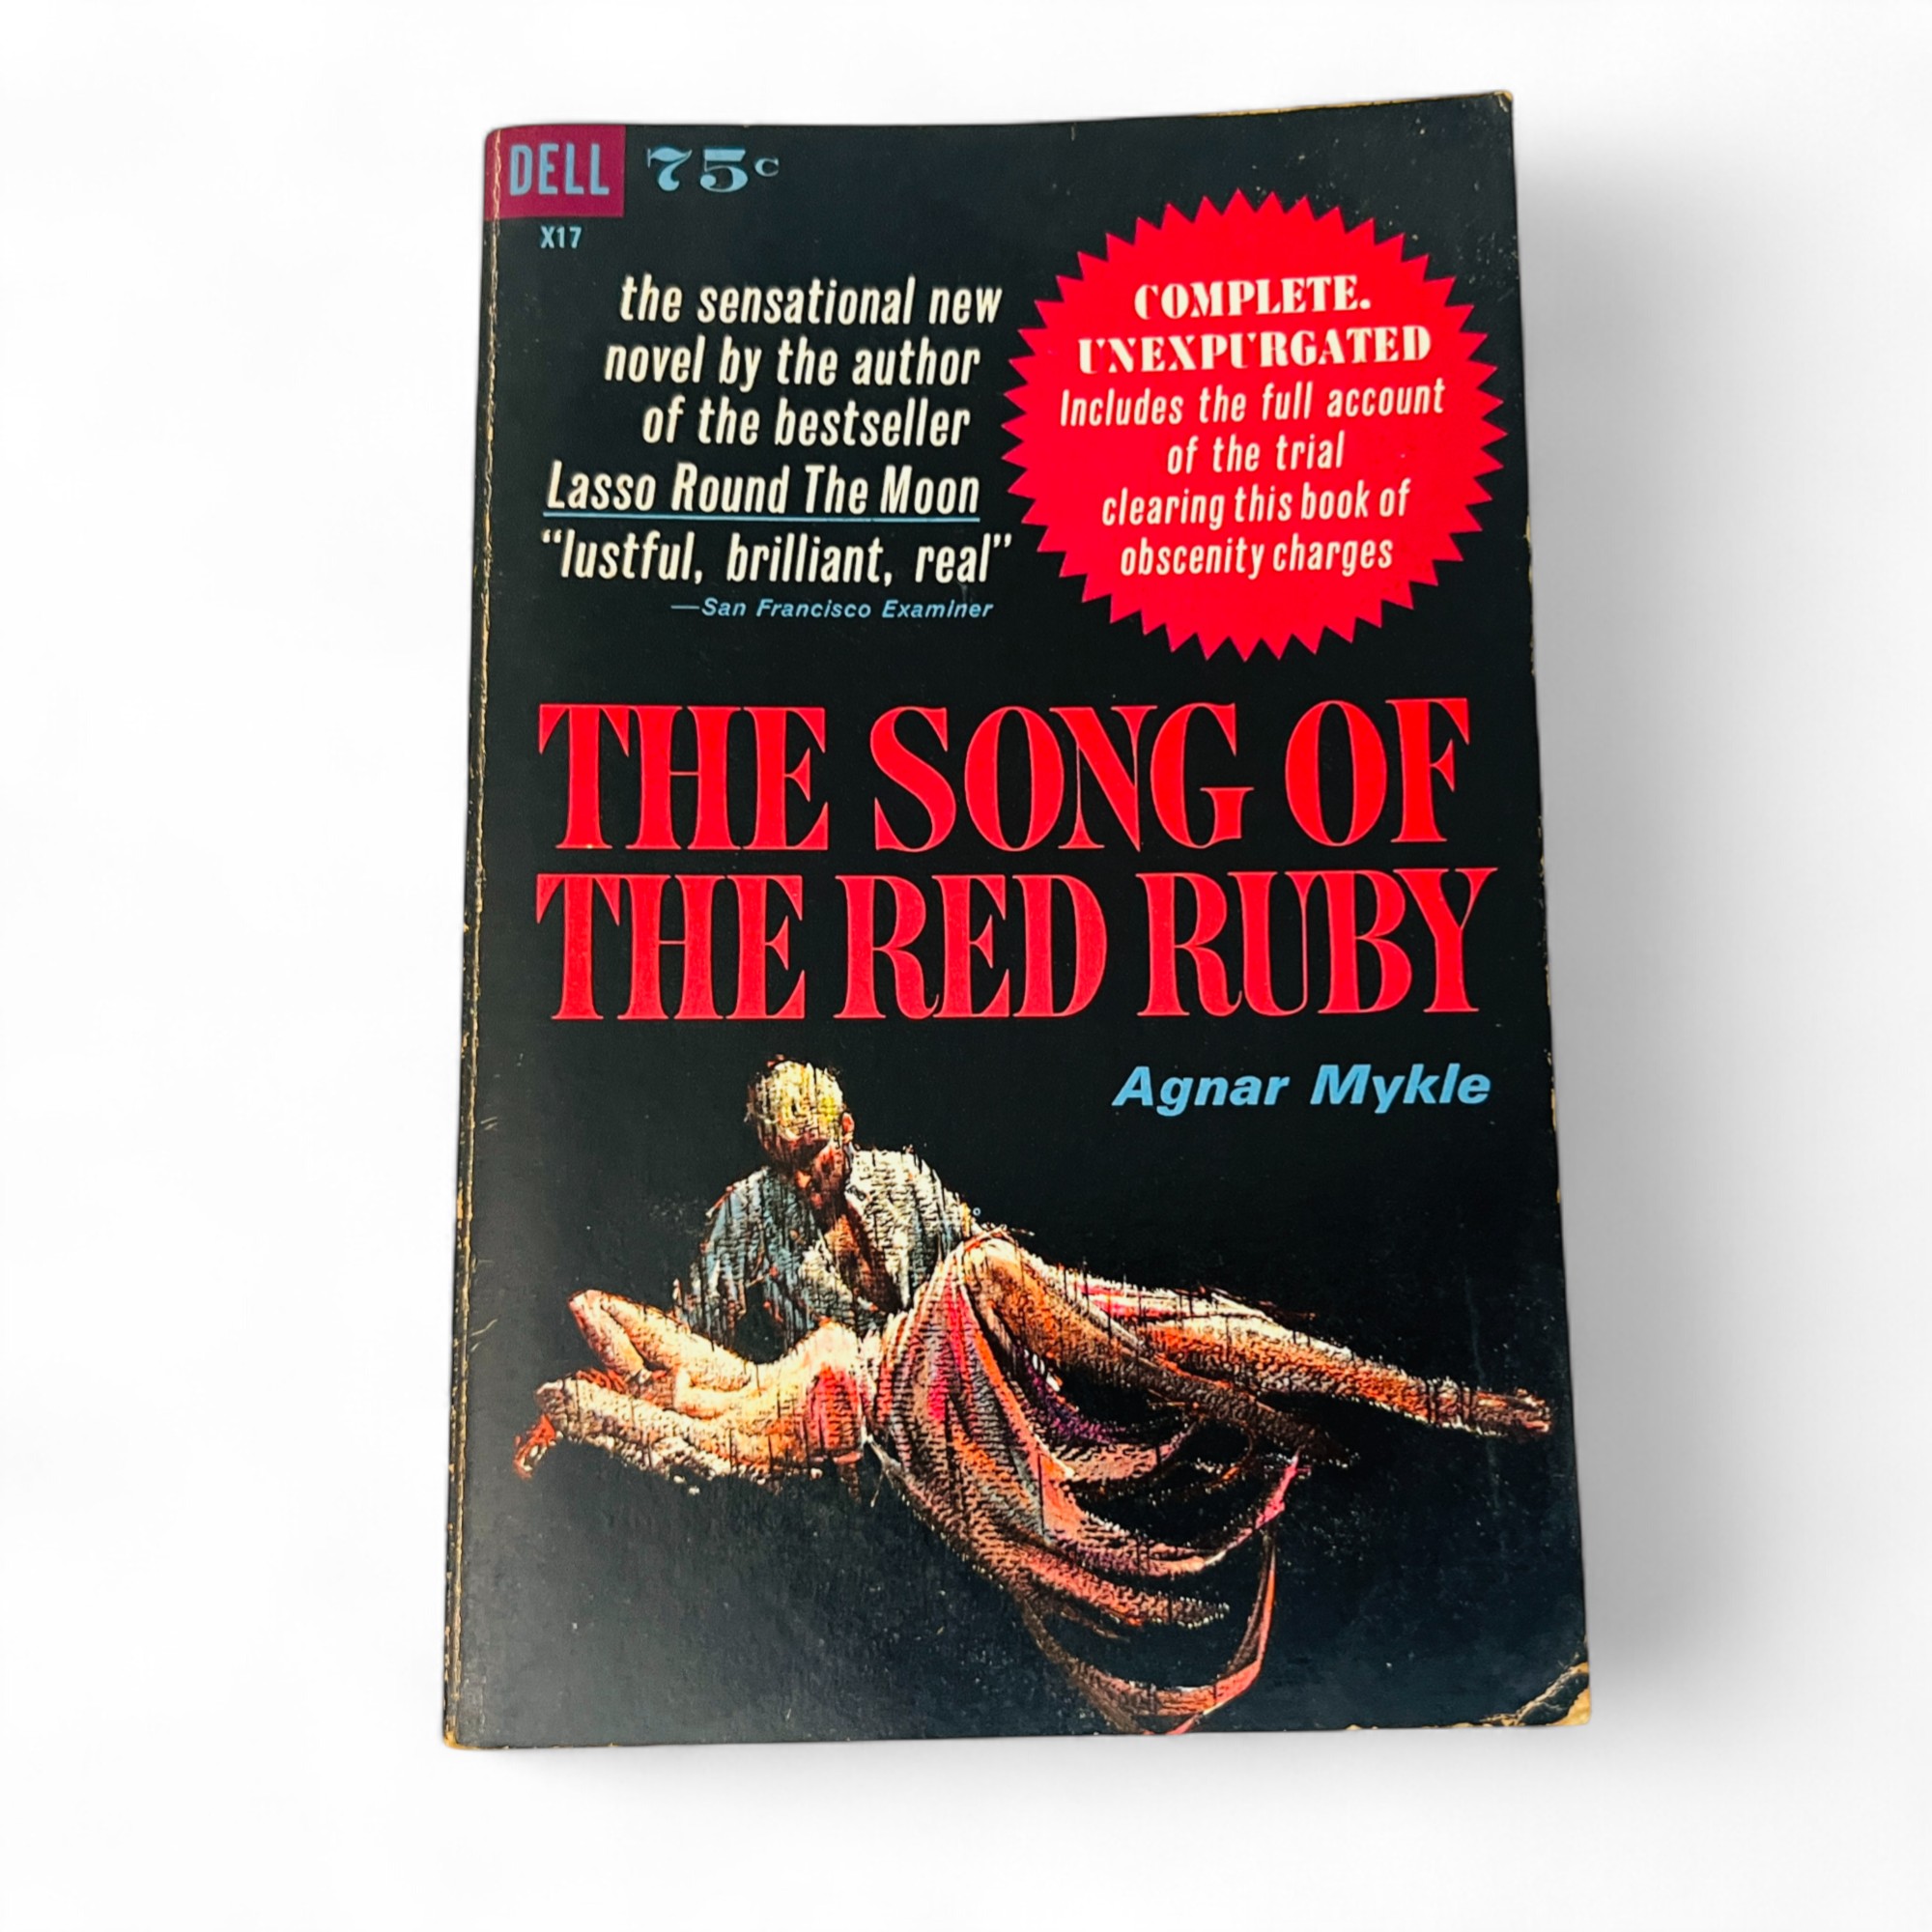 DELL 75c
X17
the sensational new
novel by the author
of the bestseller
Lasso Round The Moon
"lustful, brilliant, real"
—San Francisco Examiner
COMPLETE.
UNEXPURGATED
Includes the full account
of the trial
clearing this book of
obscenity charges
THE SONG OF
THE RED RUBY
Agnar Mykle